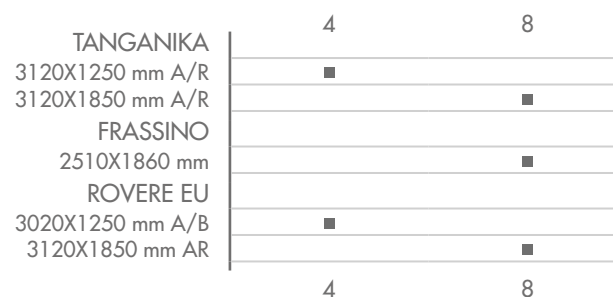 4 8
TANGANIKA
3120X1250 mm A/R ■
3120X1850 mm A/R ■
FRASSINO
2510X1860 mm ■
ROVERE EU
3020X1250 mm A/B ■
3120X1850 mm AR ■
4 8